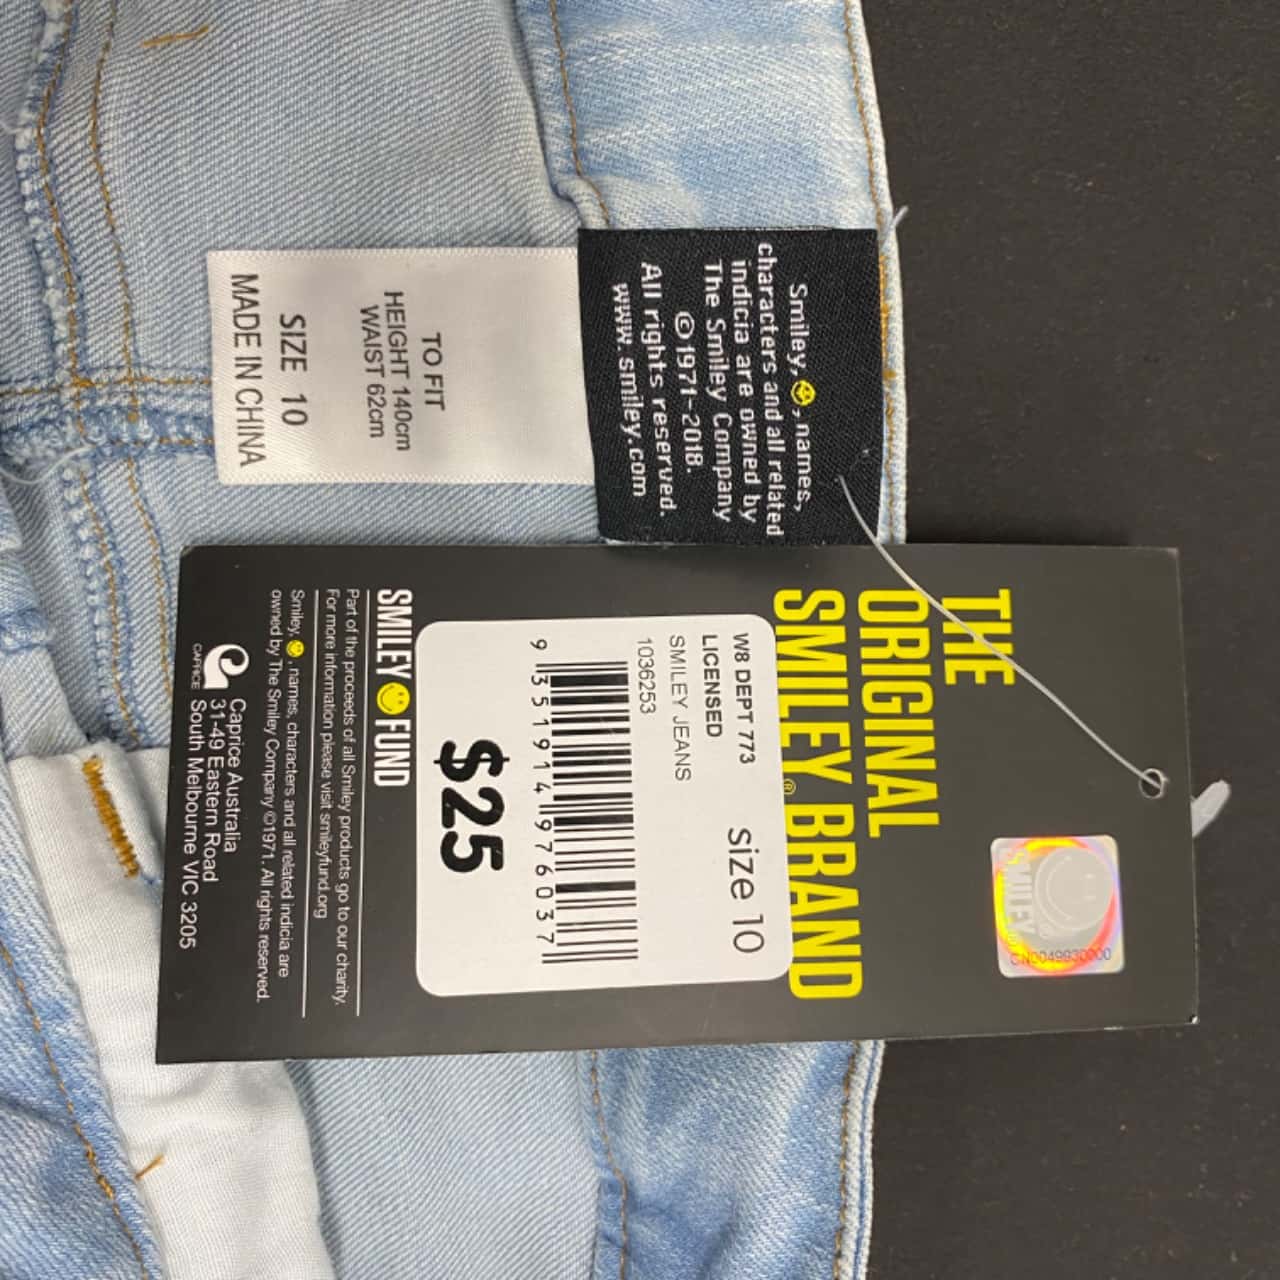 TO FIT
HEIGHT 140cm
WAIST 62cm
SIZE 10
MADE IN CHINA
Smiley, , names,
characters and all related
indicia are owned by
The Smiley Company
©1971-2018.
All rights reserved.
www.smiley.com
THE
ORIGINAL
SMILEY® BRAND
SMILEY
CN0049930000
W8 DEPT 773
LICENSED
size 10
SMILEY JEANS
1036253
9 351914 976037
$25
SMILEY FUND
Part of the proceeds of all Smiley products go to our charity.
For more information please visit smileyfund.org
Smiley, , names, characters and all related indicia are
owned by The Smiley Company ©1971. All rights reserved.
CAPRICE
Caprice Australia
31-49 Eastern Road
South Melbourne VIC 3205